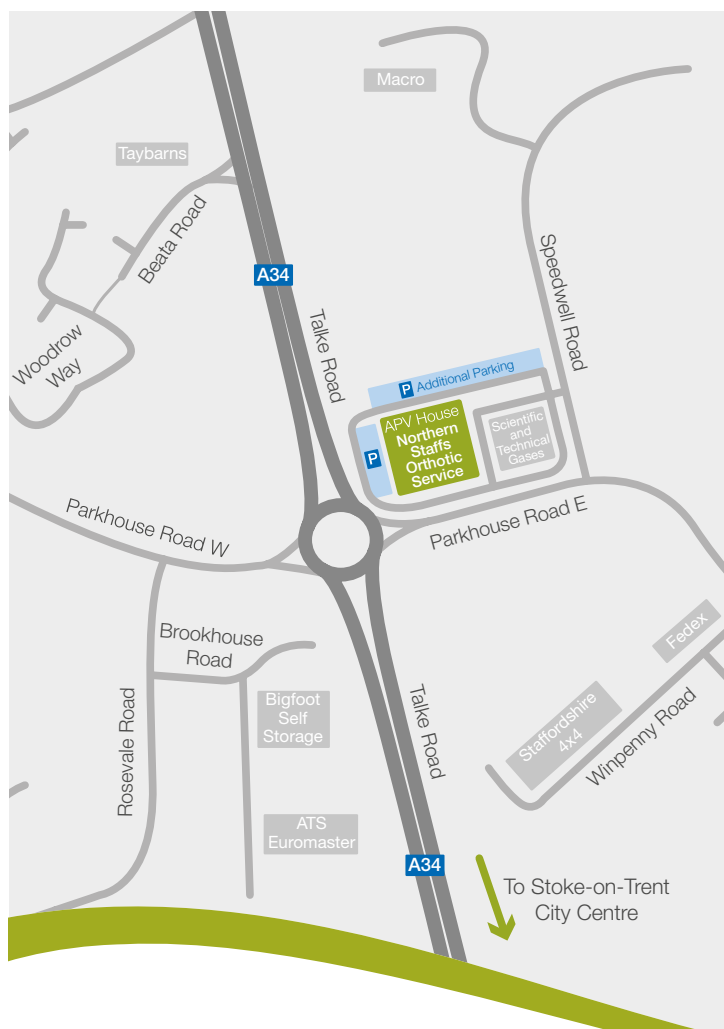 Macro
Taybarns
Beata Road
A34
Speedwell Road
Talke Road
Woodrow
Way
P Additional Parking
APV House
Northern
Staffs
Orthotic
Service
P
Scientific
and
Technical
Gases
Parkhouse Road W
Parkhouse Road E
Brookhouse
Road
Fedex
Rosevale Road
Bigfoot
Self
Storage
Talke Road
Staffordshire
4x4
Winpenny Road
ATS
Euromaster
A34
To Stoke-on-Trent
City Centre